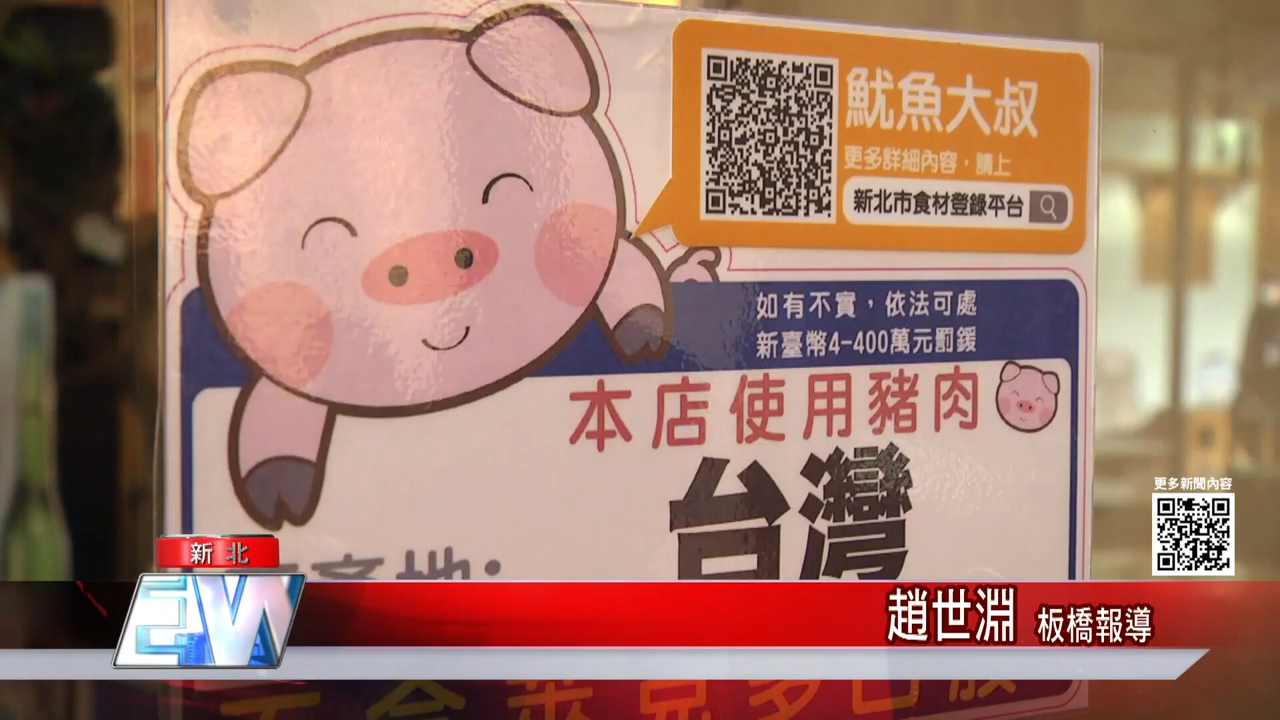 魷魚大叔
更多詳細內容，請上
新北市食材登錄平台
如有不實，依法可處
新臺幣4-400萬元罰鍰
本店使用豬肉
台灣
產地：
更多新聞內容
新北
EW
趙世淵 板橋報導